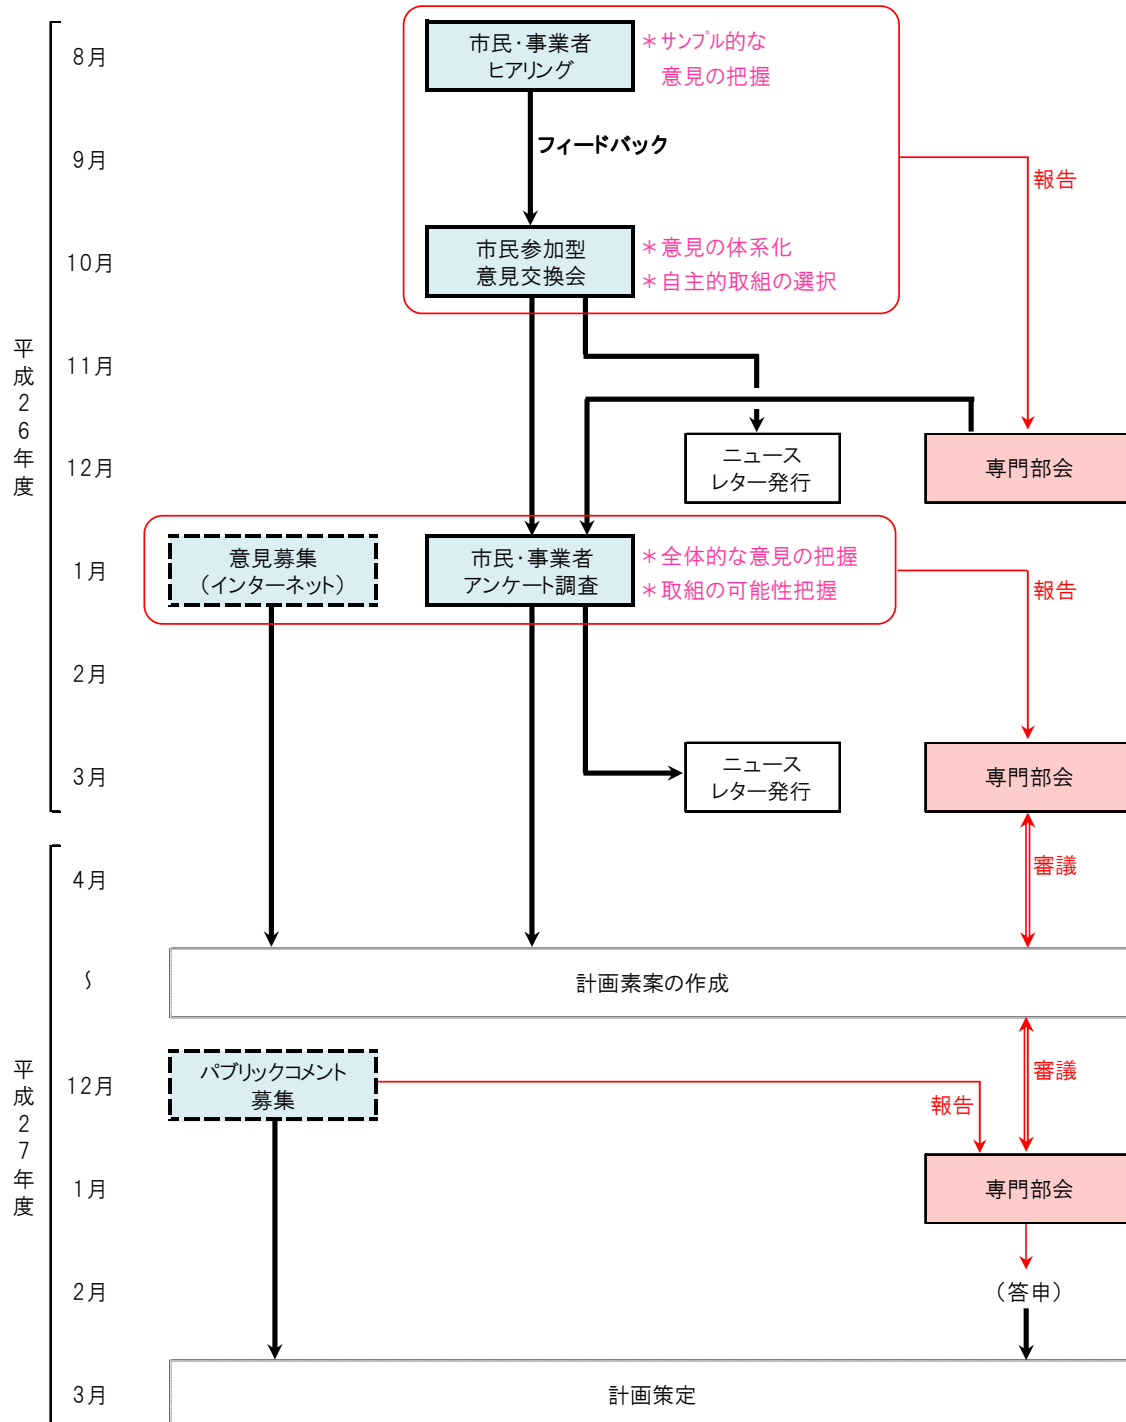 平成26年度
8月
市民・事業者
ヒアリング
＊サンプル的な
意見の把握
9月
フィードバック
報告
10月
市民参加型
意見交換会
＊意見の体系化
＊自主的取組の選択
11月
12月
ニュース
レター発行
専門部会
1月
意見募集
（インターネット）
市民・事業者
アンケート調査
＊全体的な意見の把握
＊取組の可能性把握
報告
2月
3月
ニュース
レター発行
専門部会
平成27年度
4月
審議
～
計画素案の作成
12月
パブリックコメント
募集
審議
報告
1月
専門部会
2月
（答申）
3月
計画策定